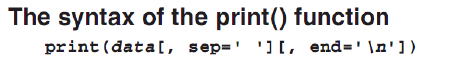 The syntax of the print() function
print(data[, sep=' '][, end='\n'])